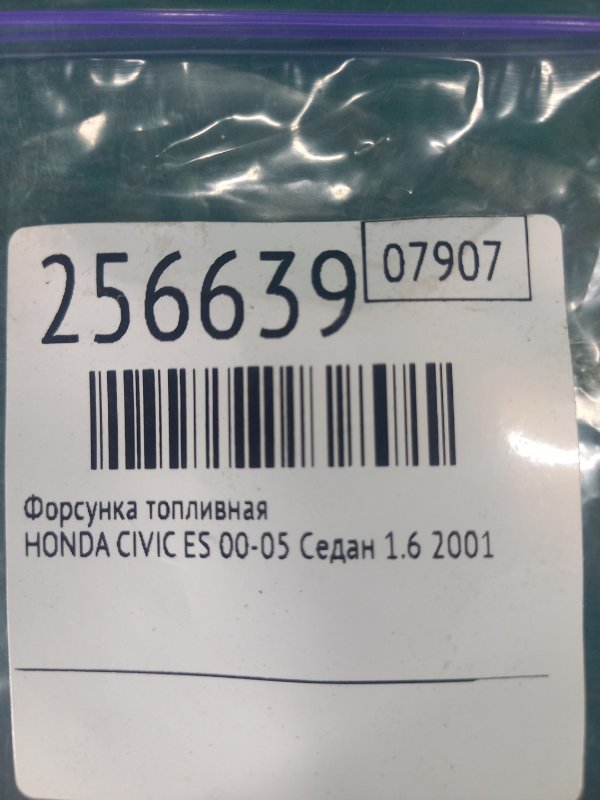 256639
07907
Форсунка топливная
HONDA CIVIC ES 00-05 Седан 1.6 2001